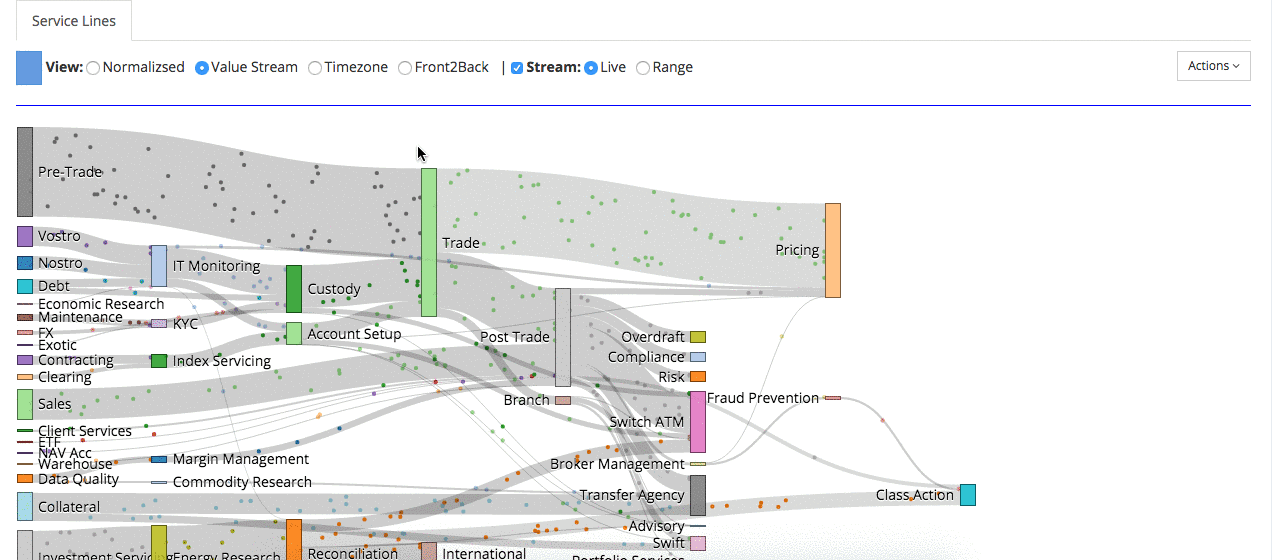 Service Lines
View: Normalizsed Value Stream Timezone Front2Back | Stream: Live Range
Actions
Pre-Trade
Vostro
Nostro
Debt
Economic Research
Maintenance
FX
Exotic
Contracting
Clearing
Sales
Client Services
ETF
NAV Acc
Warehouse
Data Quality
Collateral
Investment Servicing
IT Monitoring
KYC
Index Servicing
Margin Management
Commodity Research
Energy Research
Custody
Account Setup
Reconciliation
Trade
International
Post Trade
Branch
Overdraft
Compliance
Risk
Switch ATM
Broker Management
Transfer Agency
Advisory
Swift
Portfolio Services
Pricing
Fraud Prevention
Class Action